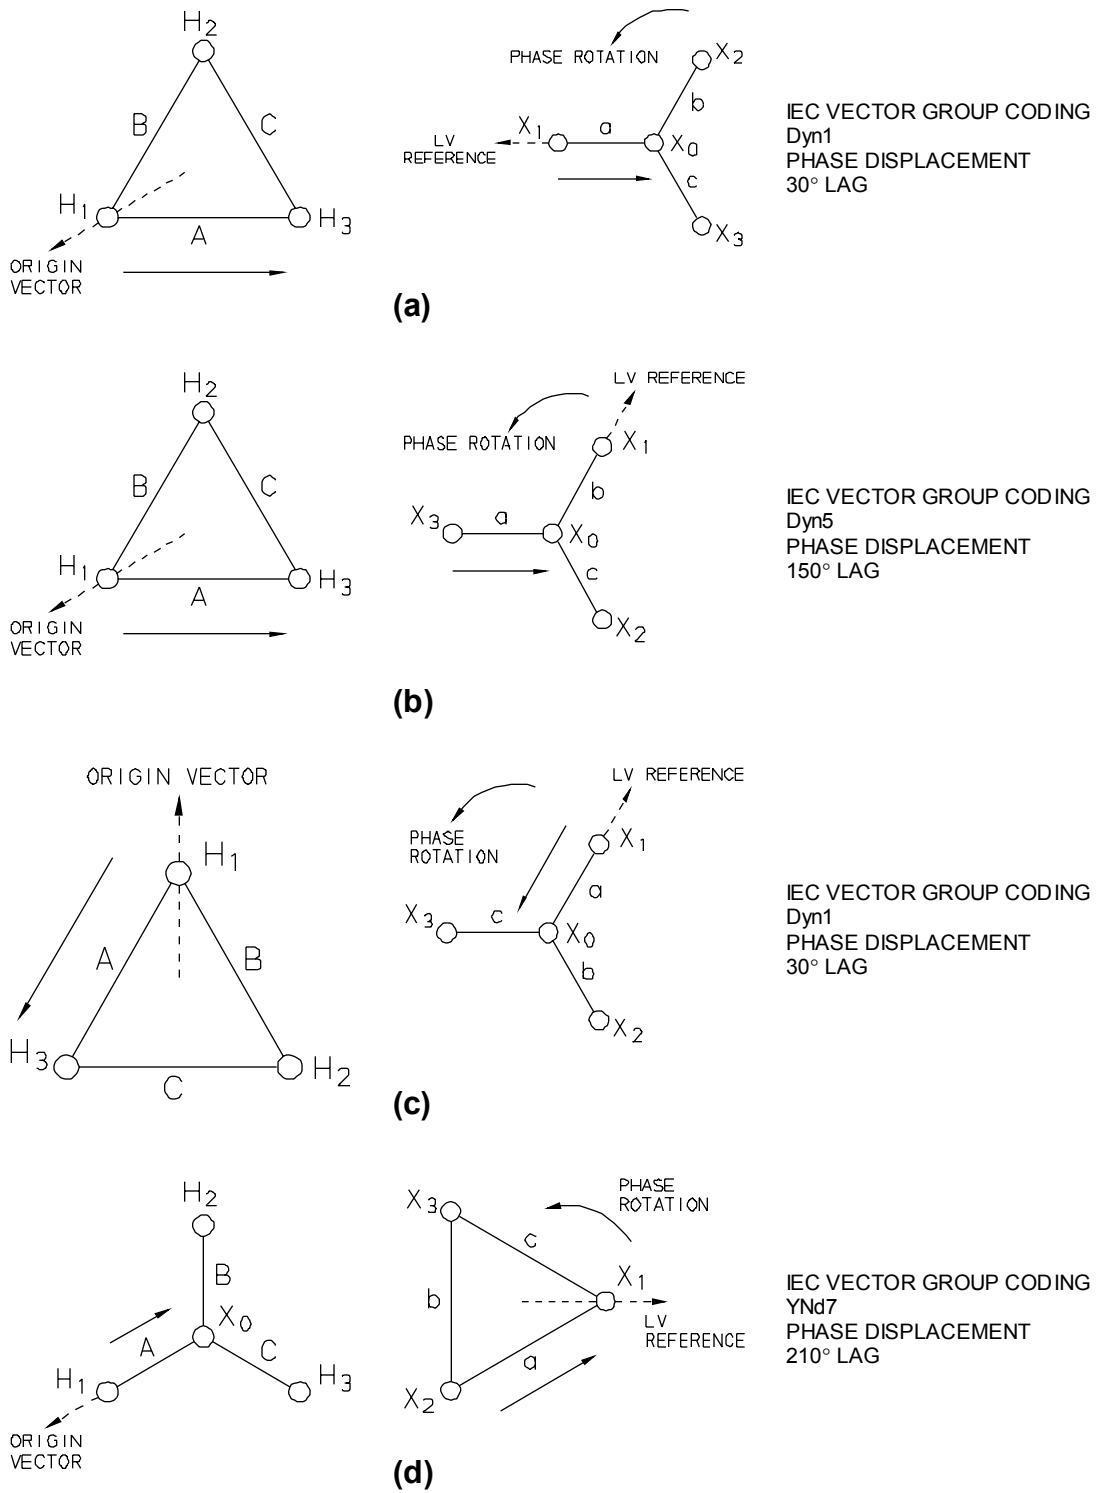 H2
B
C
H1
H3
A
ORIGIN
VECTOR
PHASE ROTATION
X2
b
X1
a
X0
LV
REFERENCE
c
X3
IEC VECTOR GROUP CODING
Dyn1
PHASE DISPLACEMENT
30° LAG
(a)
H2
B
C
H1
H3
A
ORIGIN
VECTOR
LV REFERENCE
PHASE ROTATION
X1
b
X3
a
X0
c
X2
IEC VECTOR GROUP CODING
Dyn5
PHASE DISPLACEMENT
150° LAG
(b)
ORIGIN VECTOR
H1
A
B
H3
H2
C
LV REFERENCE
PHASE
ROTATION
X1
a
X3
c
X0
b
X2
IEC VECTOR GROUP CODING
Dyn1
PHASE DISPLACEMENT
30° LAG
(c)
H2
B
X0
A
C
H1
H3
ORIGIN
VECTOR
PHASE
ROTATION
X3
c
X1
b
LV
REFERENCE
a
X2
IEC VECTOR GROUP CODING
YNd7
PHASE DISPLACEMENT
210° LAG
(d)